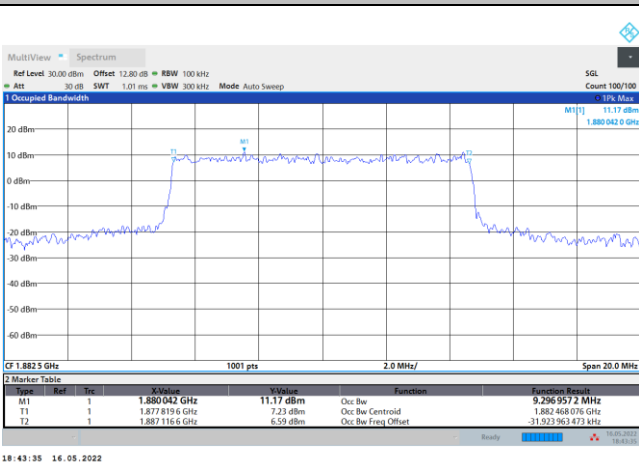 MultiView Spectrum
Ref Level 30.00 dBm Offset 12.80 dB RBW 100 kHz SGL
Att 30 dB SWT 1.01 ms VBW 300 kHz Mode Auto Sweep Count 100/100
1 Occupied Bandwidth 1Pk Max
M1[1] 11.17 dBm
1.880 042 0 GHz
20 dBm
10 dBm
0 dBm
-10 dBm
-20 dBm
-30 dBm
-40 dBm
-50 dBm
-60 dBm
T1 M1 T2
CF 1.882 5 GHz 1001 pts 2.0 MHz/ Span 20.0 MHz
2 Marker Table
Type Ref Trc X-Value Y-Value Function Function Result
M1 1 1.880 042 GHz 11.17 dBm Occ Bw 9.296 957 2 MHz
T1 1 1.877 819 6 GHz 7.23 dBm Occ Bw Centroid 1.882 468 076 GHz
T2 1 1.887 116 6 GHz 6.59 dBm Occ Bw Freq Offset -31.923 963 473 kHz
Ready 16.05.2022
18:43:35
18:43:35 16.05.2022